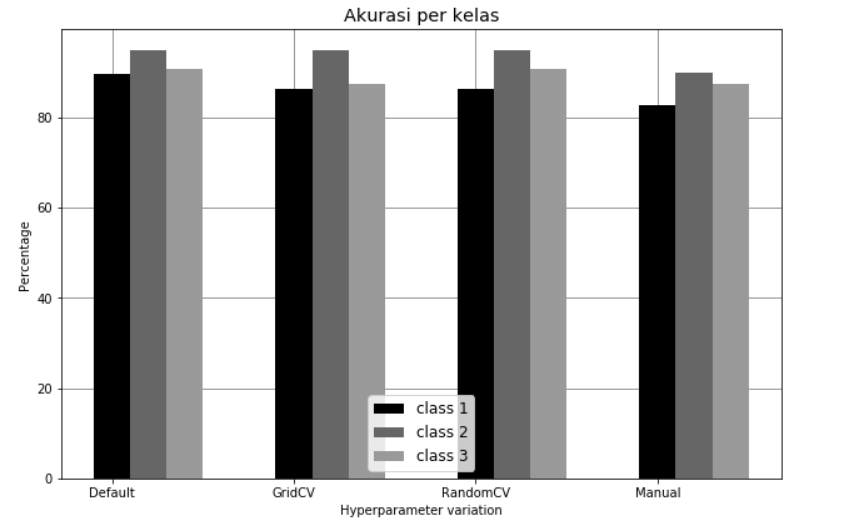 Akurasi per kelas
Percentage
80
60
40
20
0
class 1
class 2
class 3
Default GridCV RandomCV Manual
Hyperparameter variation